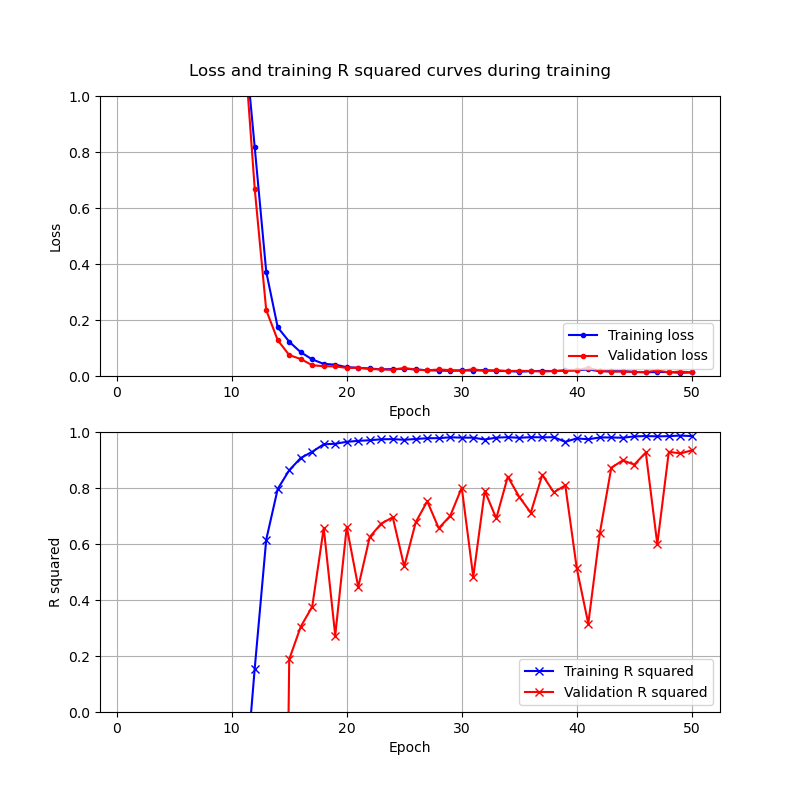 Loss and training R squared curves during training
1.0
0.8
0.6
0.4
0.2
0.0
Loss
Training loss
Validation loss
0 10 20 30 40 50
Epoch
1.0
0.8
0.6
0.4
0.2
0.0
R squared
Training R squared
Validation R squared
0 10 20 30 40 50
Epoch